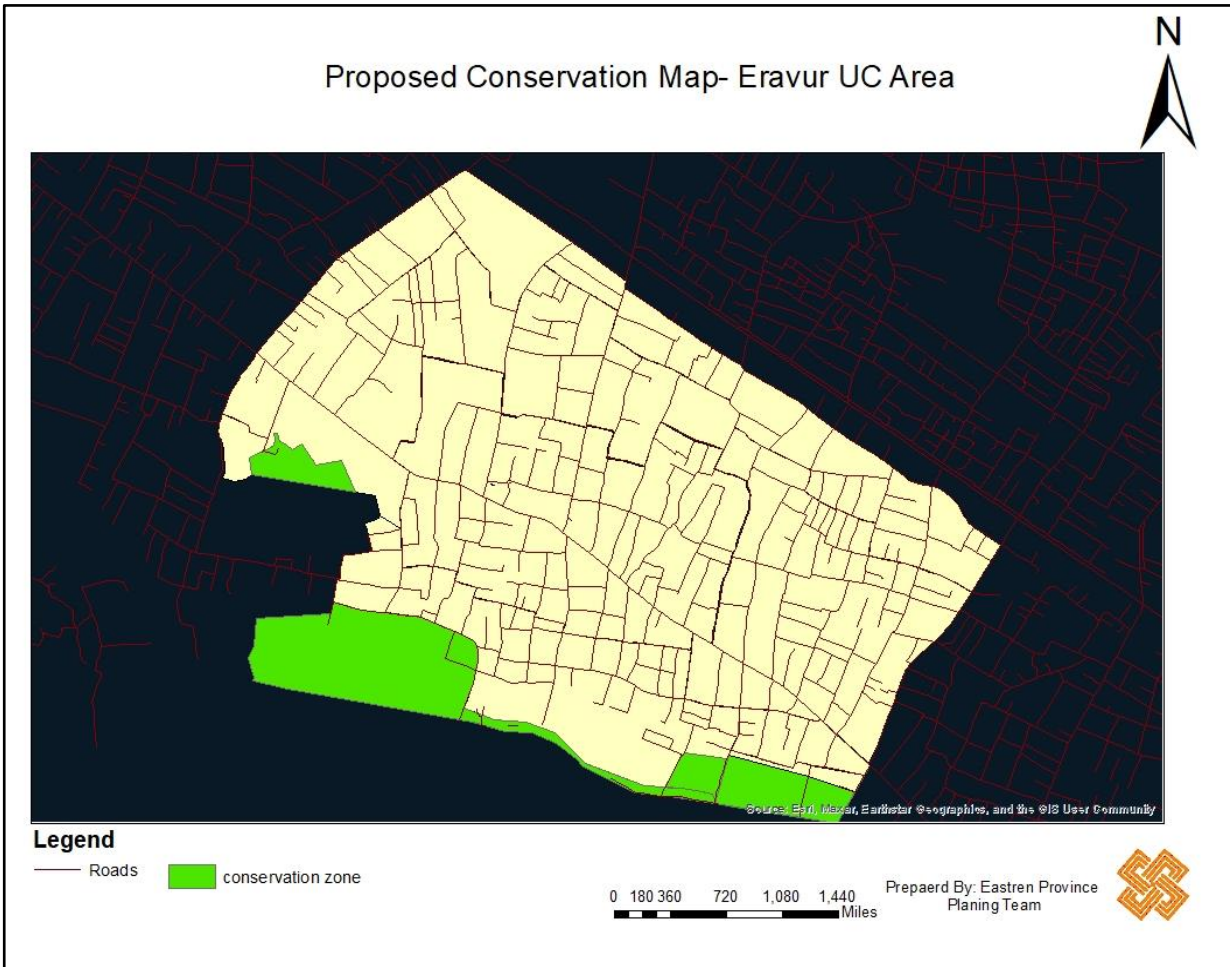 N
Proposed Conservation Map- Eravur UC Area
Source: Esri, Maxar, Earthstar Geographics, and the GIS User Community
Legend
Roads
conservation zone
0 180 360 720 1,080 1,440
Miles
Prepaerd By: Eastren Province
Planing Team